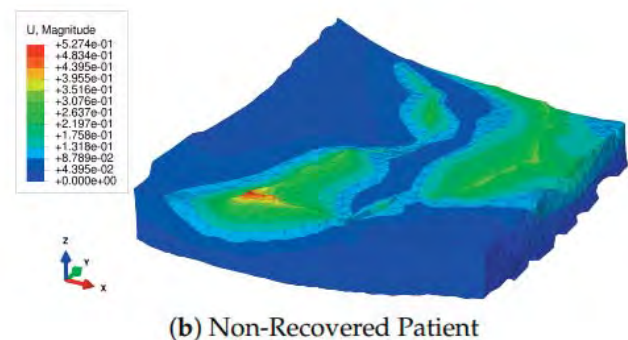 U, Magnitude
+5.274e-01
+4.834e-01
+4.395e-01
+3.955e-01
+3.516e-01
+3.076e-01
+2.637e-01
+2.197e-01
+1.758e-01
+1.318e-01
+8.789e-02
+4.395e-02
+0.000e+00
Z
Y
X
(b) Non-Recovered Patient